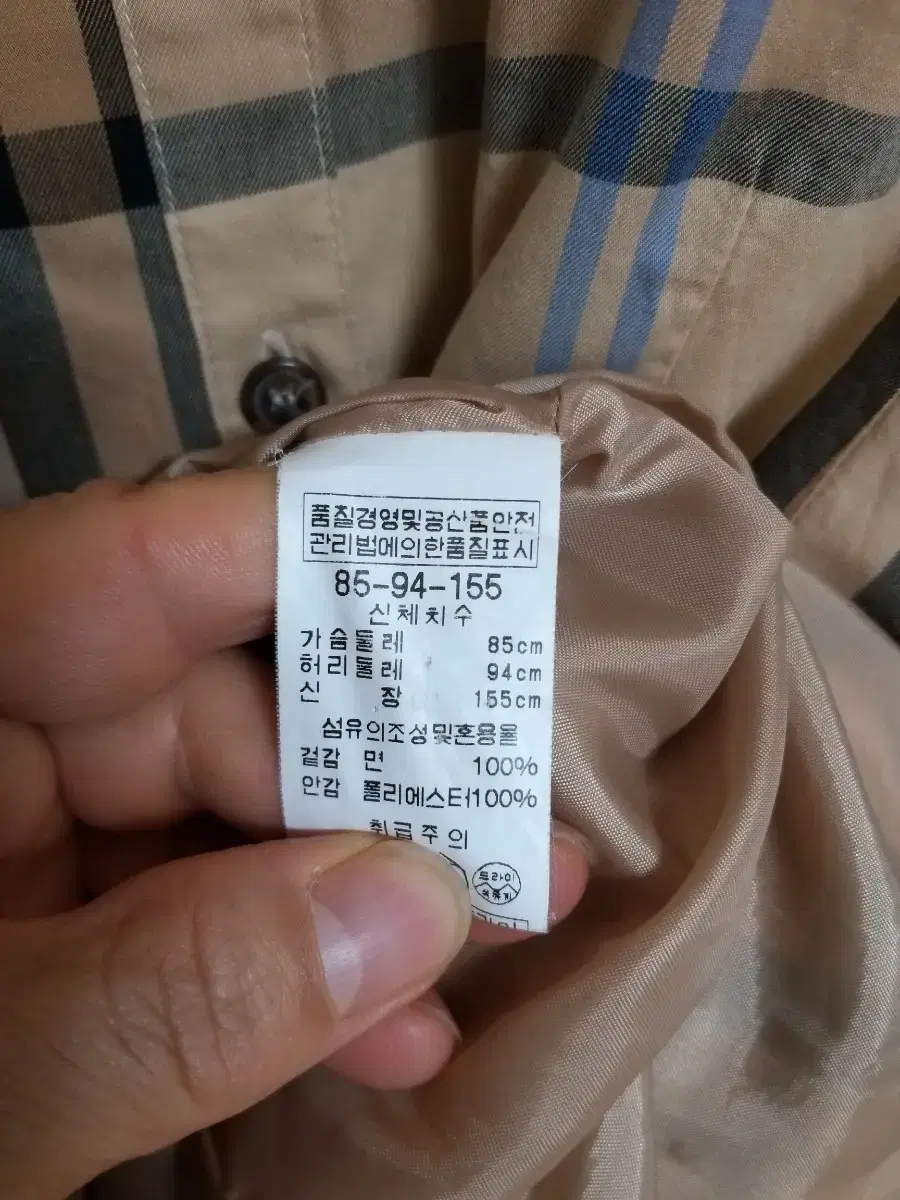 품질경영및공산품안전
관리법에의한품질표시
85-94-155
신체치수
가슴둘레 85cm
허리둘레 94cm
신 장 155cm
섬유의조성및혼용율
겉감 면 100%
안감 폴리에스터100%
취급주의
드라이